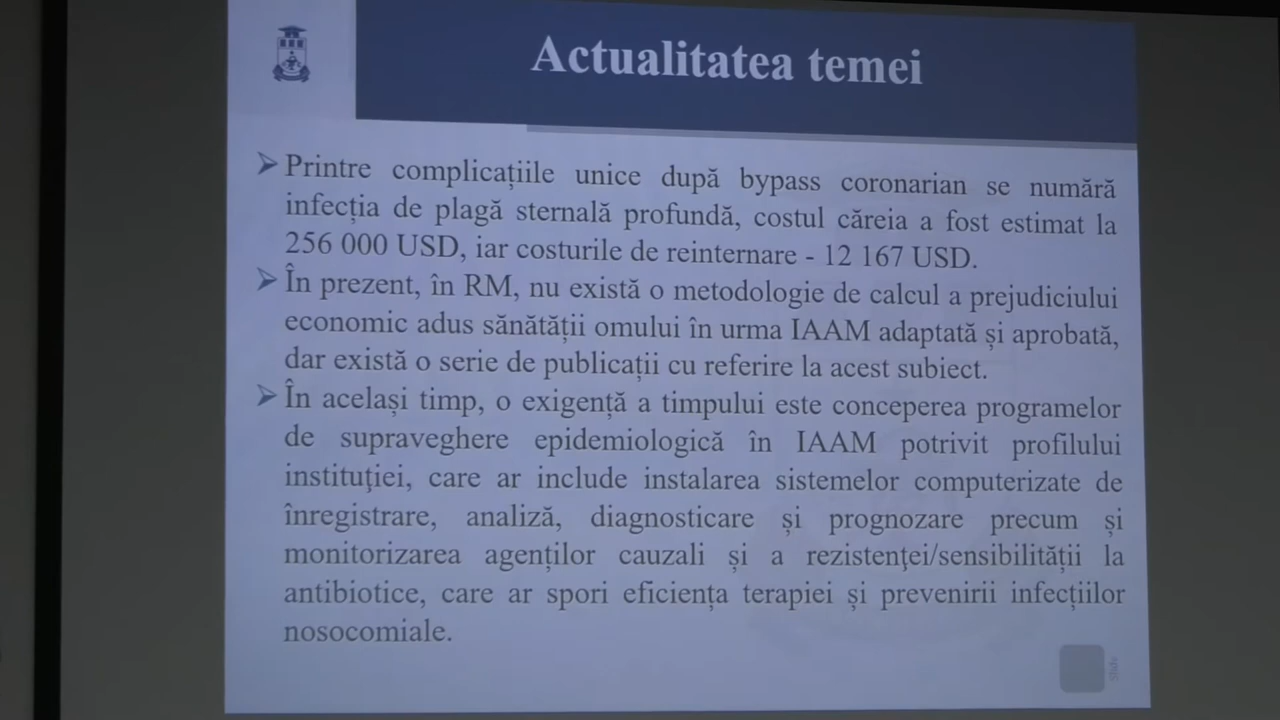 Actualitatea temei
➢ Printre complicațiile unice după bypass coronarian se numără
infecția de plagă sternală profundă, costul căreia a fost estimat la
256 000 USD, iar costurile de reinternare - 12 167 USD.
➢ În prezent, în RM, nu există o metodologie de calcul a prejudiciului
economic adus sănătății omului în urma IAAM adaptată și aprobată,
dar există o serie de publicații cu referire la acest subiect.
➢ În același timp, o exigență a timpului este conceperea programelor
de supraveghere epidemiologică în IAAM potrivit profilului
instituţiei, care ar include instalarea sistemelor computerizate de
înregistrare, analiză, diagnosticare și prognozare precum și
monitorizarea agenților cauzali și a rezistenţei/sensibilității la
antibiotice, care ar spori eficiența terapiei și prevenirii infecțiilor
nosocomiale.